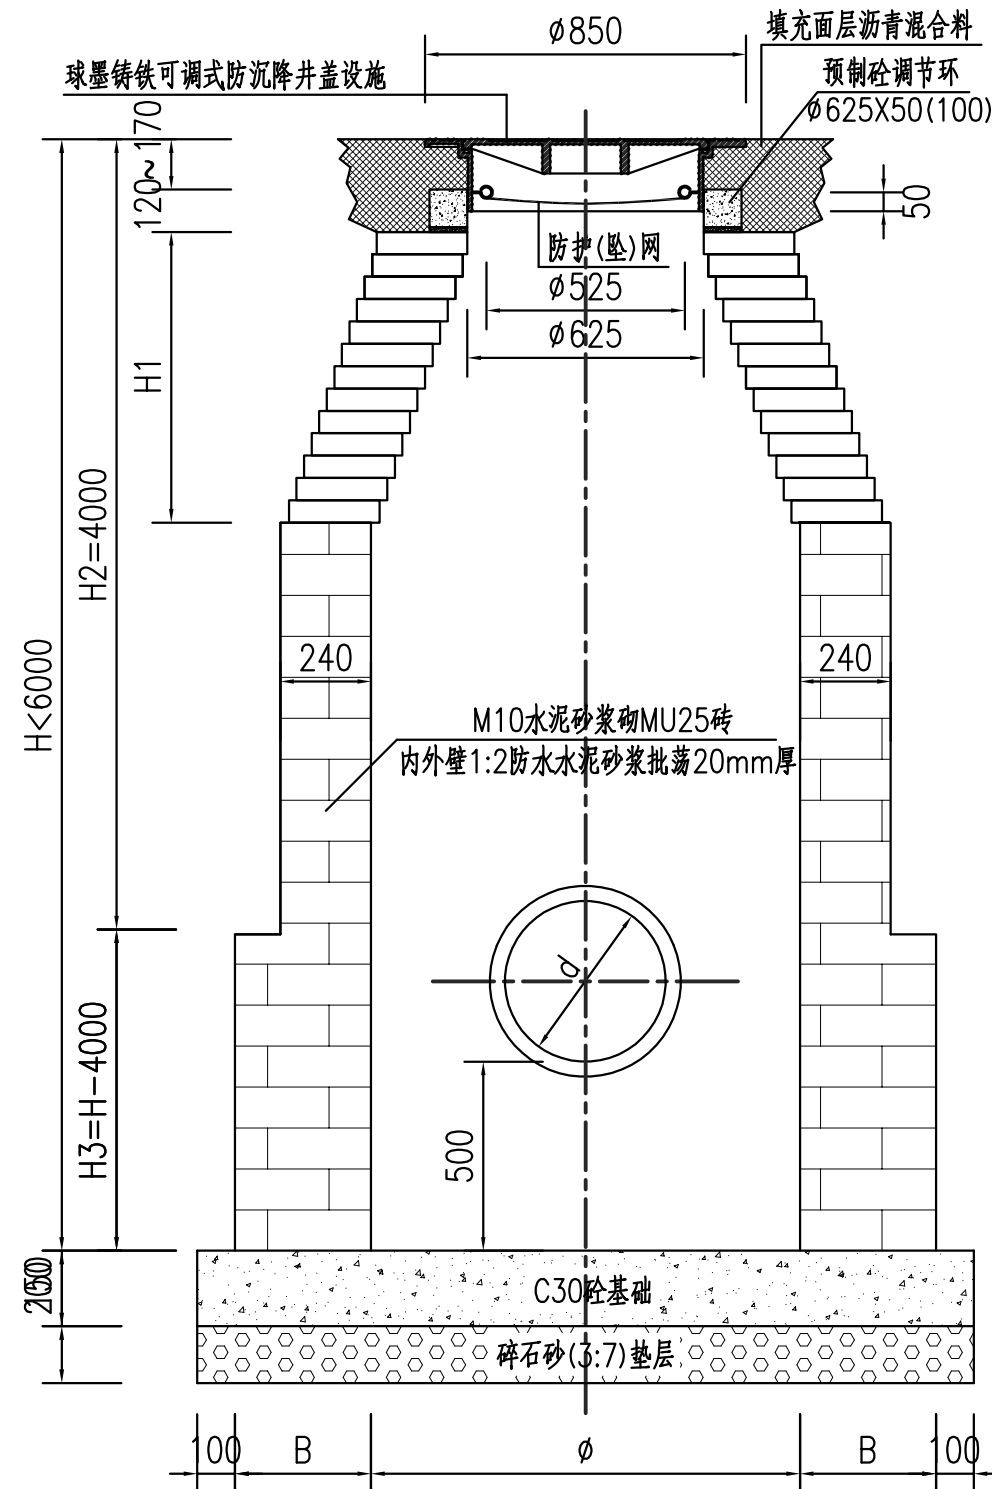 ϕ850
填充面层沥青混合料
球墨铸铁可调式防沉降井盖设施
预制砼调节环
ϕ625X50(100)
120~170
50
防护(坠)网
ϕ525
ϕ625
H1
H2=4000
H<6000
240
240
M10水泥砂浆砌MU25砖
内外壁1:2防水水泥砂浆批荡20mm厚
d
H3=H-4000
500
C30砼基础
碎石砂(3:7)垫层
100
B
ϕ
B
100